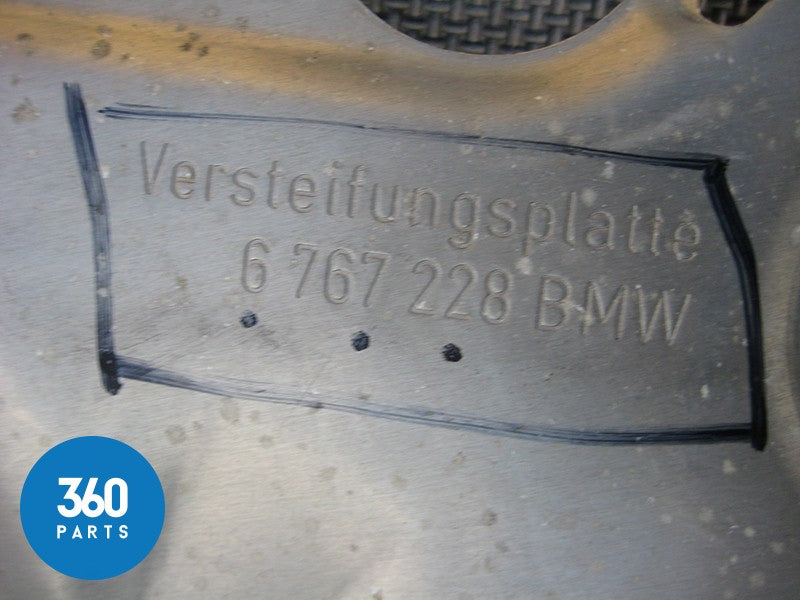 Versteifungsplatte
6 767 228 BMW
360
PARTS